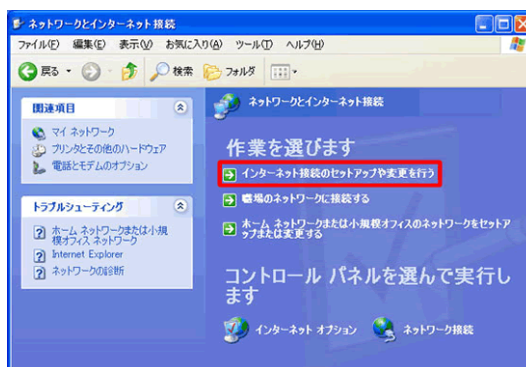 ネットワークとインターネット接続
ファイル(F) 編集(E) 表示(V) お気に入り(A) ツール(T) ヘルプ(H)
戻る 検索 フォルダ
関連項目
マイ ネットワーク
プリンタとその他のハードウェア
電話とモデムのオプション
トラブルシューティング
ホーム ネットワークまたは小規
模オフィス ネットワーク
Internet Explorer
ネットワークの診断
ネットワークとインターネット接続
作業を選びます
インターネット接続のセットアップや変更を行う
職場のネットワークに接続する
ホーム ネットワークまたは小規模オフィスのネットワークをセットア
ップまたは変更する
コントロール パネルを選んで実行し
ます
インターネット オプション ネットワーク接続